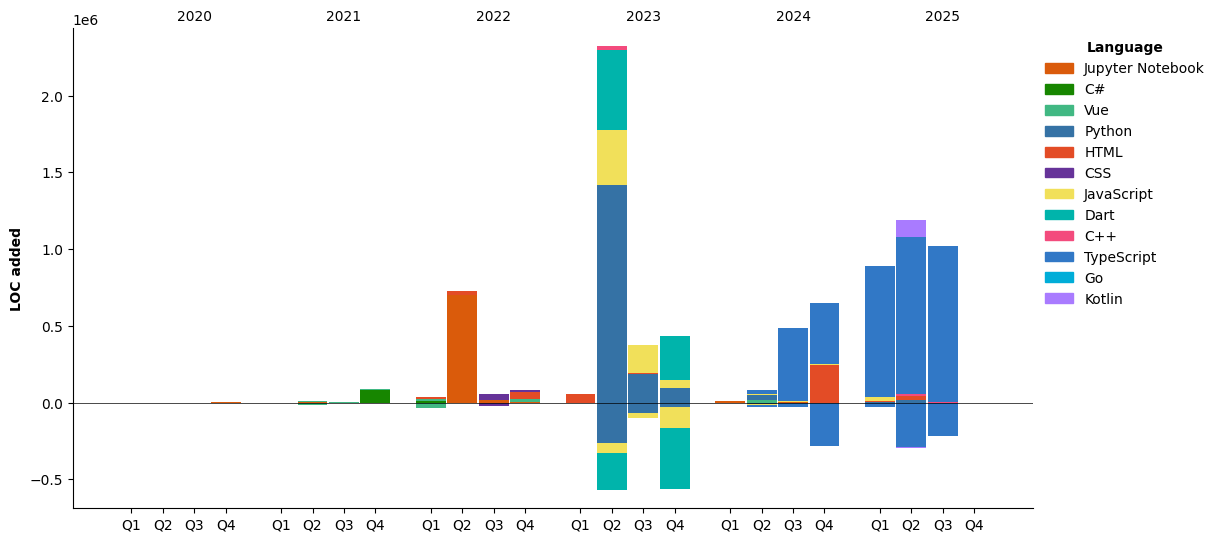 1e6
2020 2021 2022 2023 2024 2025
LOC added
2.0
1.5
1.0
0.5
0.0
−0.5
Q1 Q2 Q3 Q4 Q1 Q2 Q3 Q4 Q1 Q2 Q3 Q4 Q1 Q2 Q3 Q4 Q1 Q2 Q3 Q4 Q1 Q2 Q3 Q4
Language
Jupyter Notebook
C#
Vue
Python
HTML
CSS
JavaScript
Dart
C++
TypeScript
Go
Kotlin